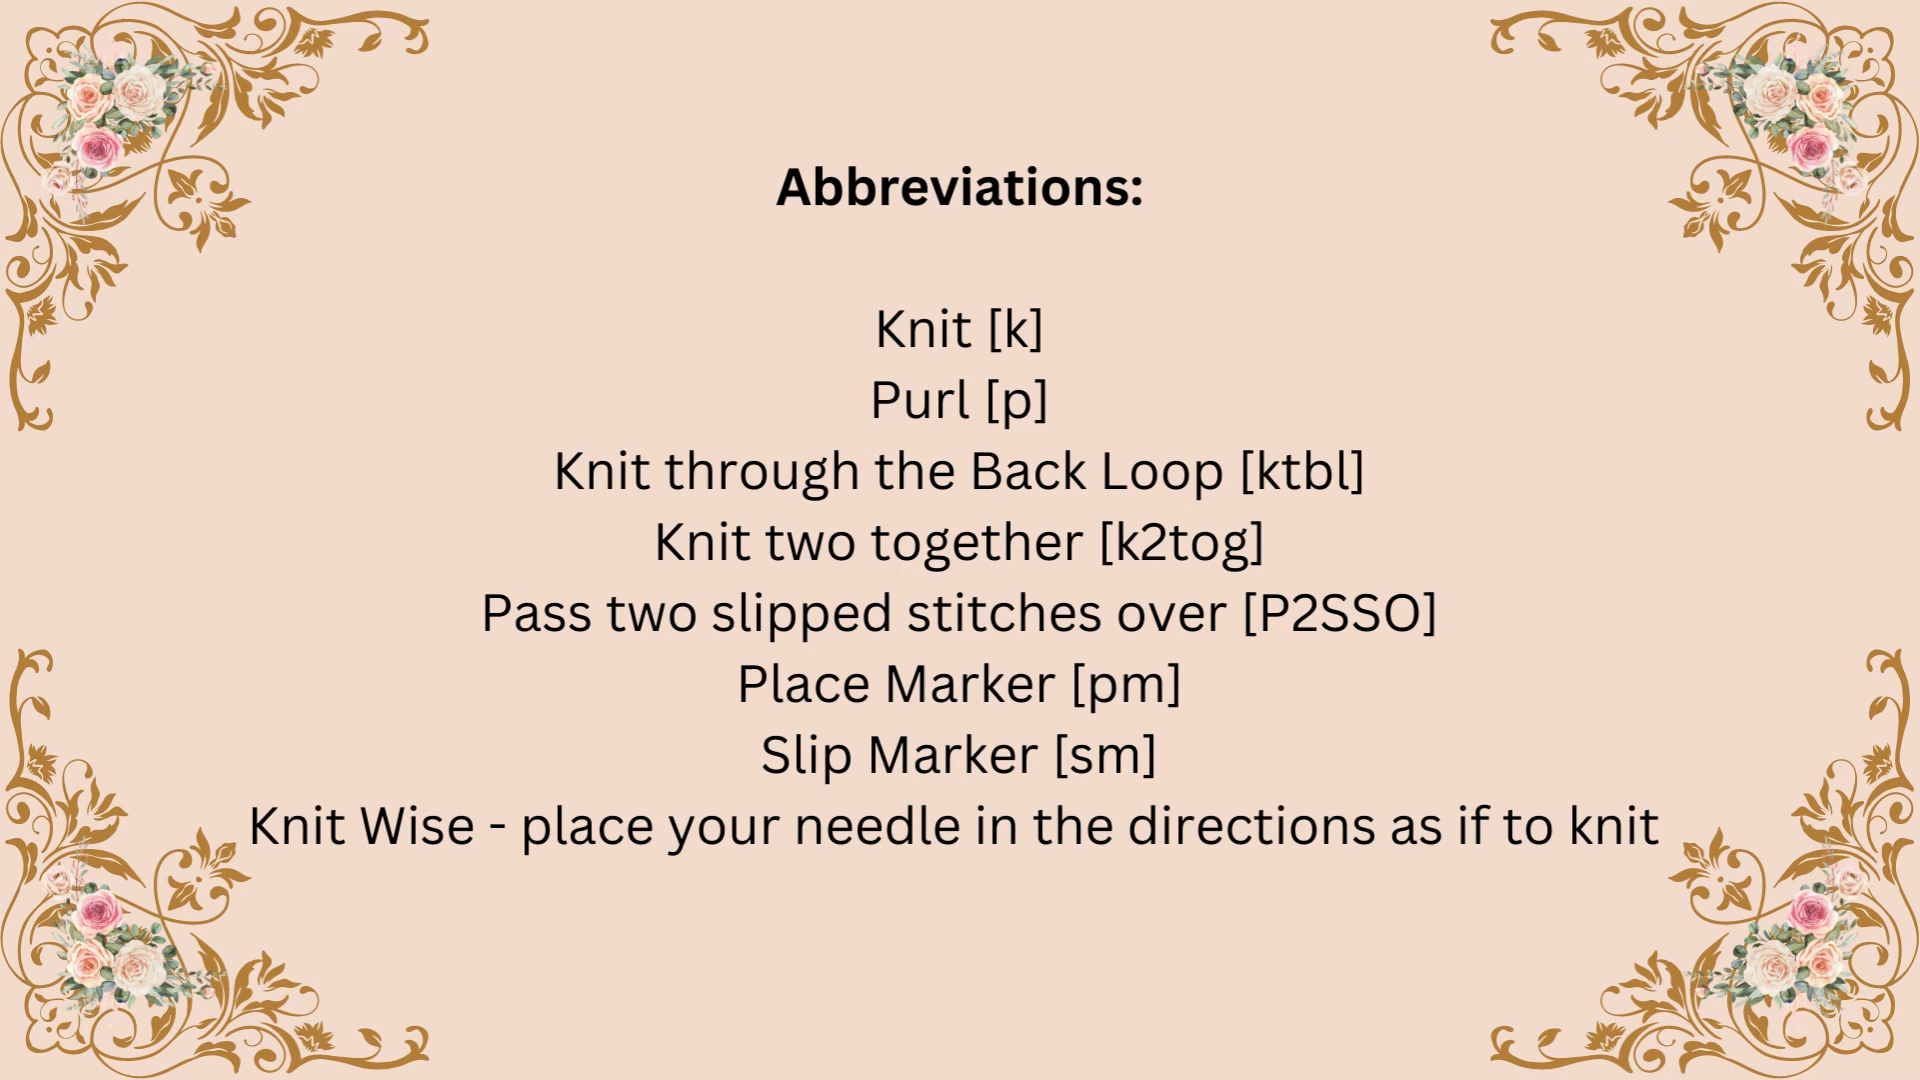 Abbreviations:
Knit [k]
Purl [p]
Knit through the Back Loop [ktbl]
Knit two together [k2tog]
Pass two slipped stitches over [P2SSO]
Place Marker [pm]
Slip Marker [sm]
Knit Wise - place your needle in the directions as if to knit